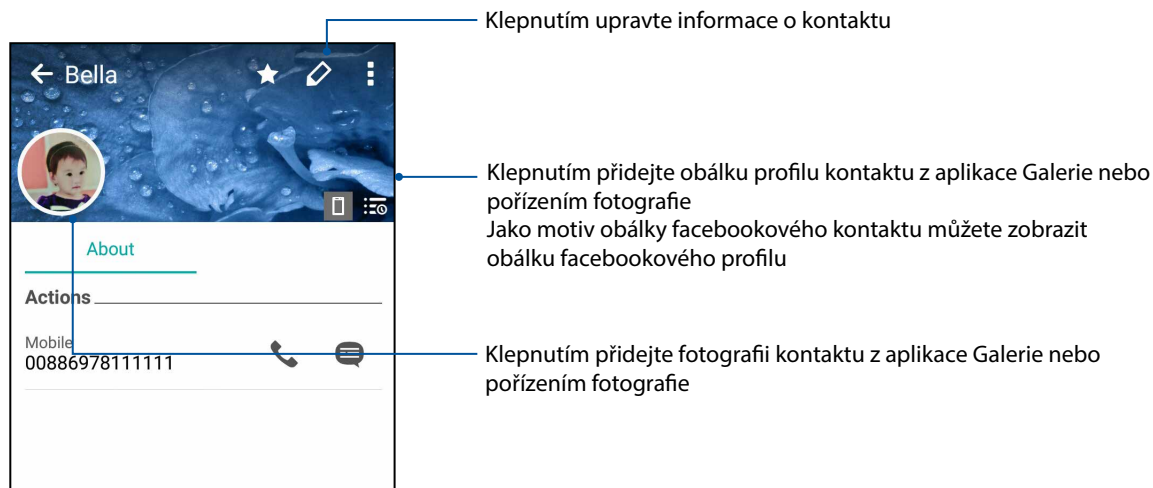 Klepnutím upravte informace o kontaktu
Bella
Klepnutím přidejte obálku profilu kontaktu z aplikace Galerie nebo
pořízením fotografie
Jako motiv obálky facebookového kontaktu můžete zobrazit
obálku facebookového profilu
About
Actions
Mobile
00886978111111
Klepnutím přidejte fotografii kontaktu z aplikace Galerie nebo
pořízením fotografie